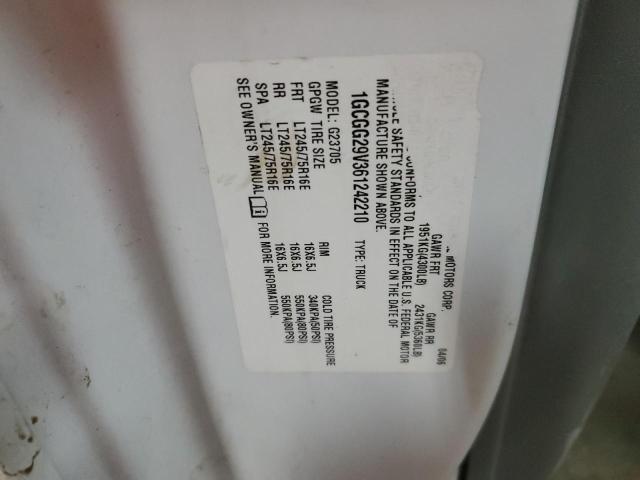 MOTORS CORP. 04/06
GAWR FRT GAWR RR
1951KG(4300LB) 2431KG(5360LB)
CONFORMS TO ALL APPLICABLE U.S. FEDERAL MOTOR
SAFETY STANDARDS IN EFFECT ON THE DATE OF
MANUFACTURE SHOWN ABOVE.
1GCGG29V361242210 TYPE: TRUCK
MODEL: G23705
GPGW TIRE SIZE RIM COLD TIRE PRESSURE
FRT LT245/75R16E 16X6.5J 340KPA(50PSI)
RR LT245/75R16E 16X6.5J 550KPA(80PSI)
SPA LT245/75R16E 16X6.5J 550KPA(80PSI)
SEE OWNER'S MANUAL FOR MORE INFORMATION.